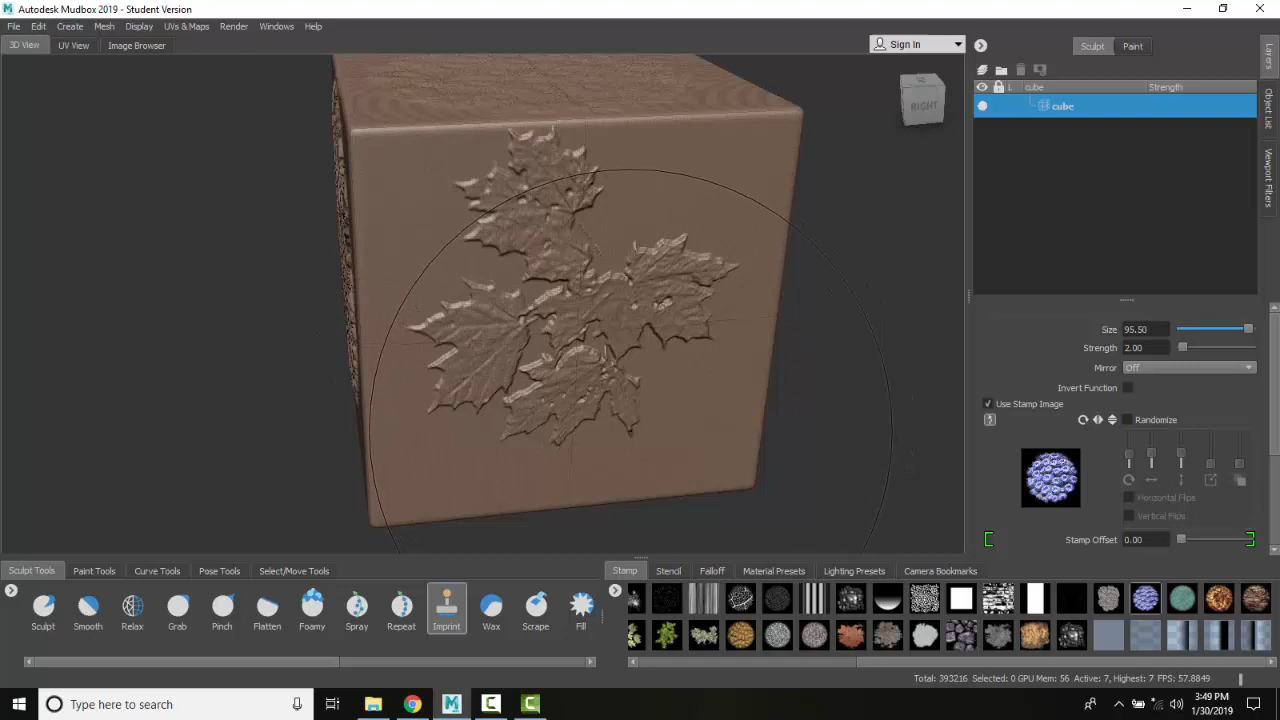 Autodesk Mudbox 2019 - Student Version
File Edit Create Mesh Display UVs & Maps Render Windows Help
3D View UV View Image Browser
Sign In
Sculpt Paint
Layers
Object List
Viewport Filters
L cube Strength
cube
RIGHT
Size 95.50
Strength 2.00
Mirror Off
Invert Function
Use Stamp Image
Randomize
Horizontal Flips
Vertical Flips
Stamp Offset 0.00
Sculpt Tools Paint Tools Curve Tools Pose Tools Select/Move Tools
Stamp Stencil Falloff Material Presets Lighting Presets Camera Bookmarks
Sculpt Smooth Relax Grab Pinch Flatten Foamy Spray Repeat Imprint Wax Scrape Fill
Total: 393216 Selected: 0 GPU Mem: 56 Active: 7, Highest: 7 FPS: 57.8849
Type here to search
3:49 PM
1/30/2019